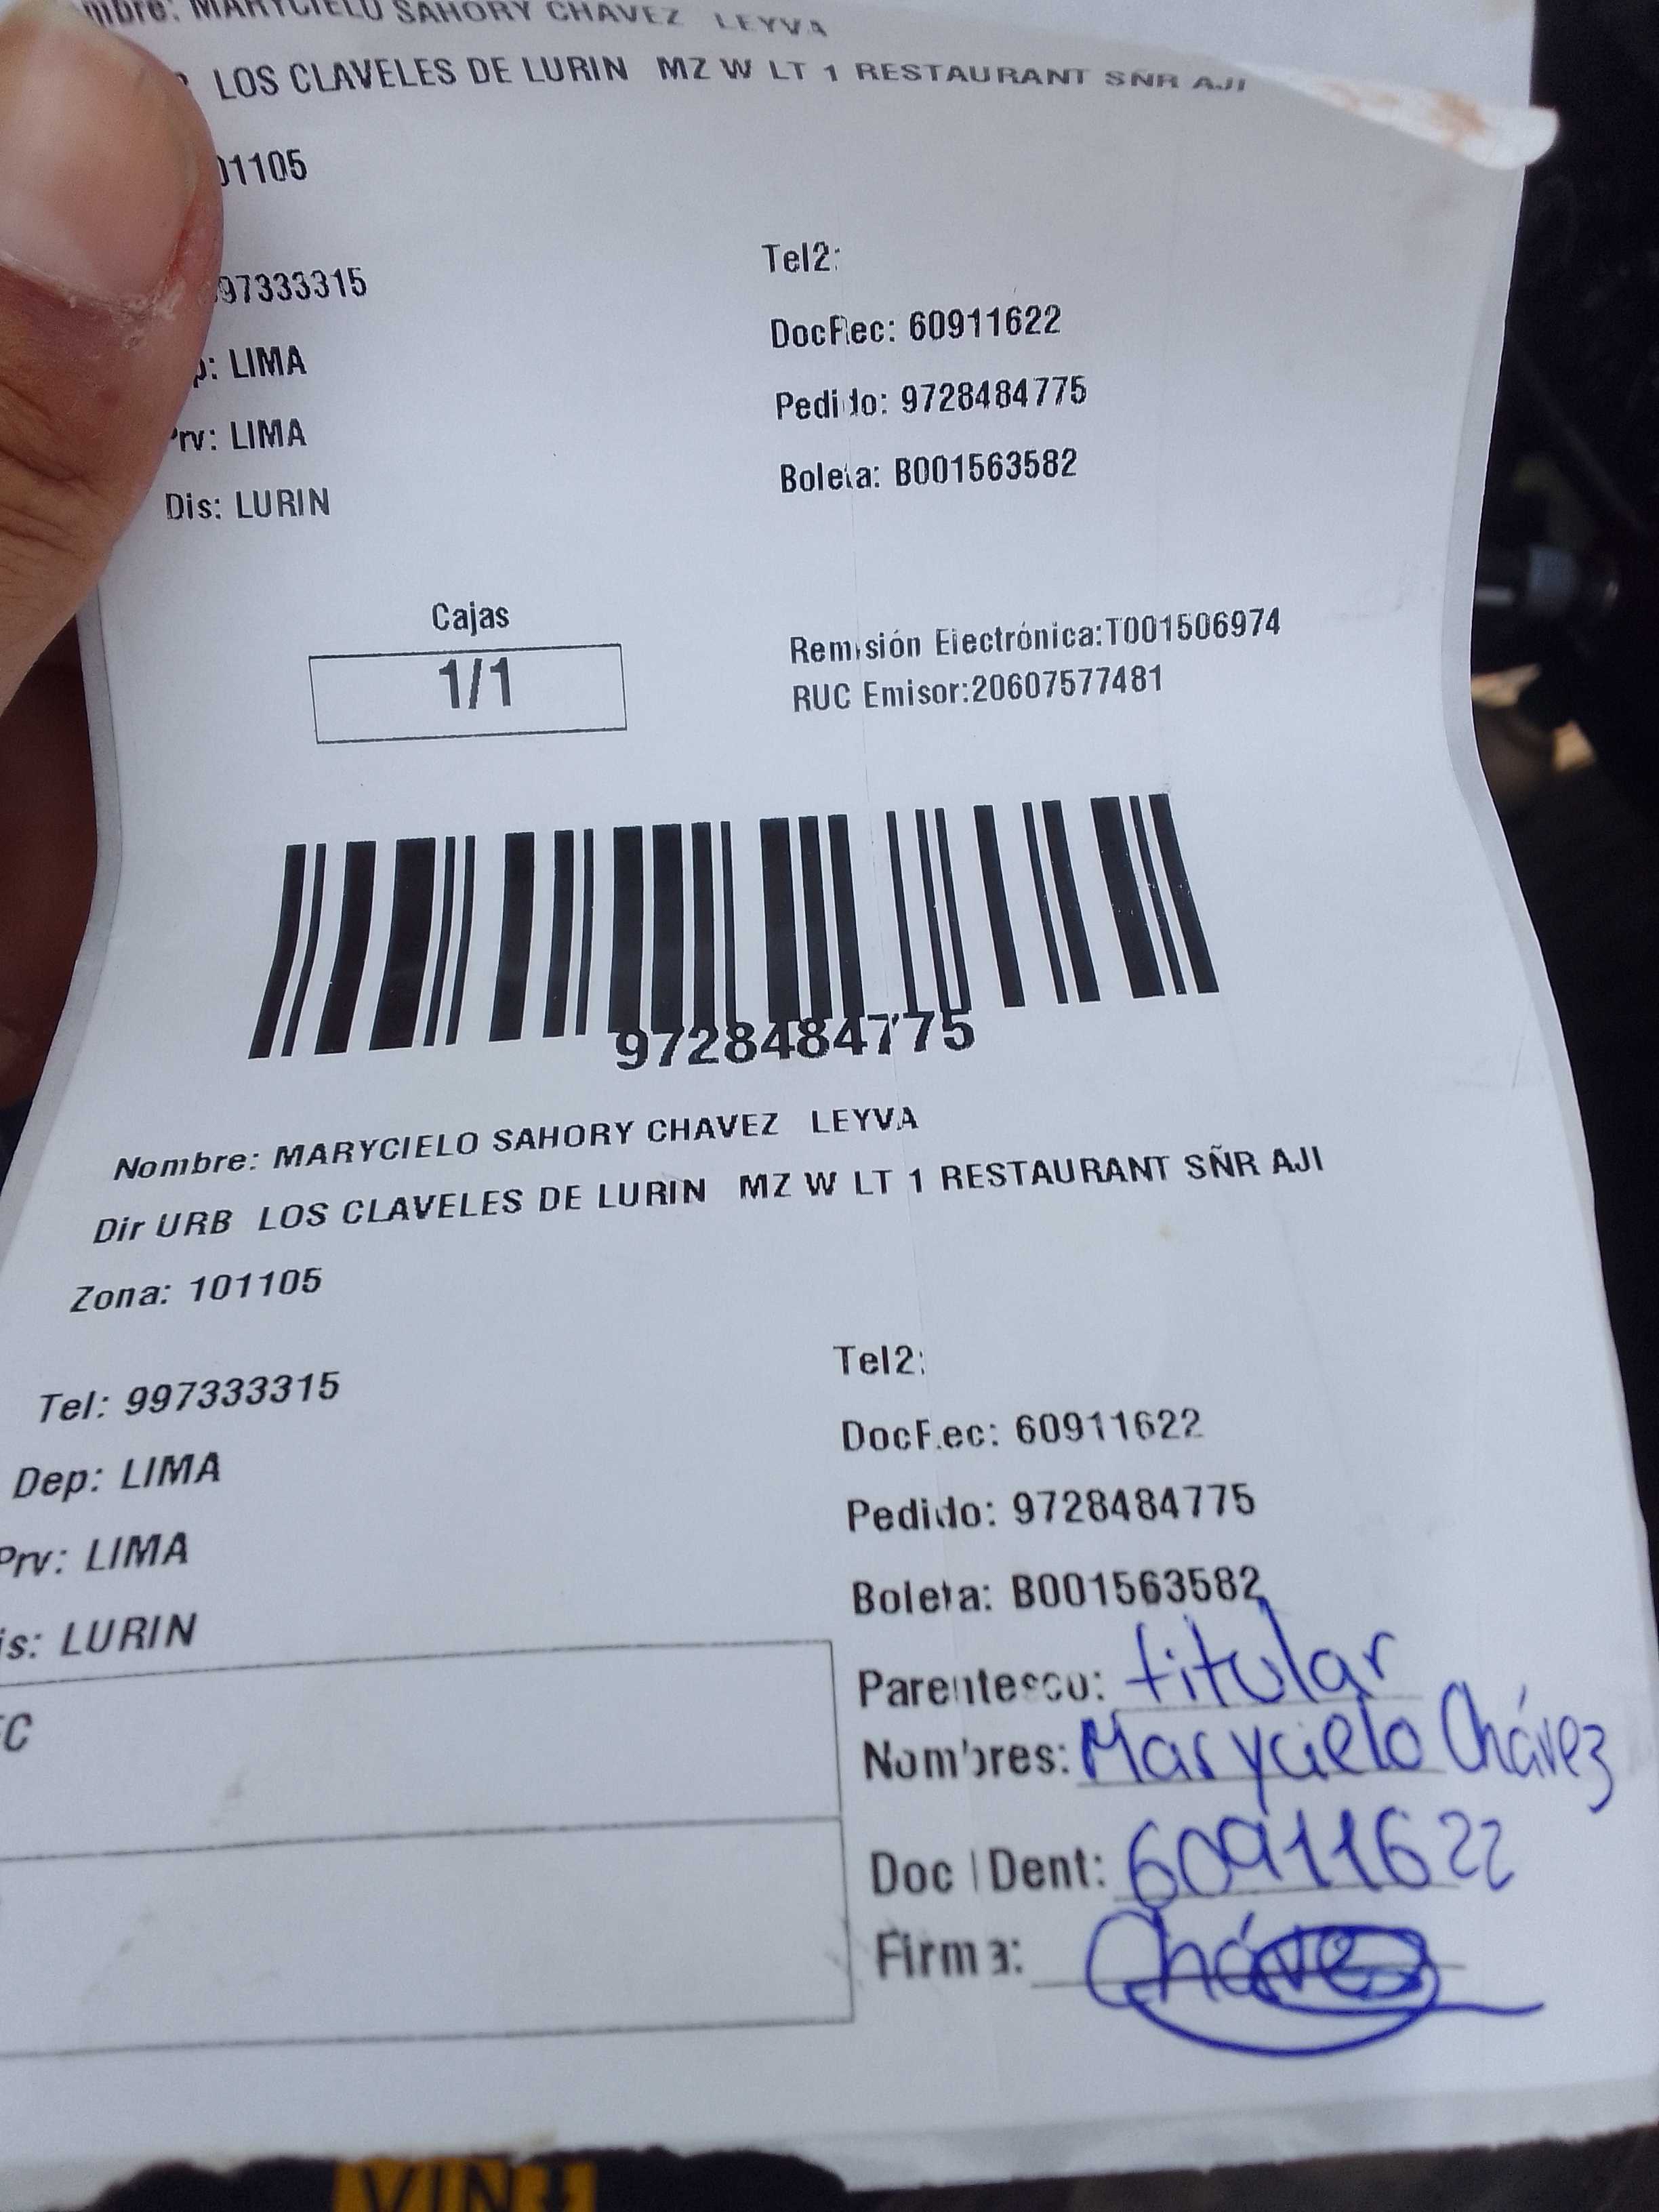 MARYCIELO SAHORY CHAVEZ LEYVA
LOS CLAVELES DE LURIN MZ W LT 1 RESTAURANT SÑR AJI
01105
Tel2:
97333315
DocRec: 60911622
LIMA
Pedido: 9728484775
Prv: LIMA
Boleta: B001563582
Dis: LURIN
Cajas
1/1
Remisión Electrónica:T001506974
RUC Emisor:20607577481
9728484775
Nombre: MARYCIELO SAHORY CHAVEZ LEYVA
Dir URB LOS CLAVELES DE LURIN MZ W LT 1 RESTAURANT SÑR AJI
Zona: 101105
Tel2:
Tel: 997333315
DocRec: 60911622
Dep: LIMA
Pedido: 9728484775
Prv: LIMA
Boleta: B001563582
is: LURIN
Parentesco: titular
Nombres: Marycielo Chávez
Doc IDent: 60911622
Firma: Cháve
VIN